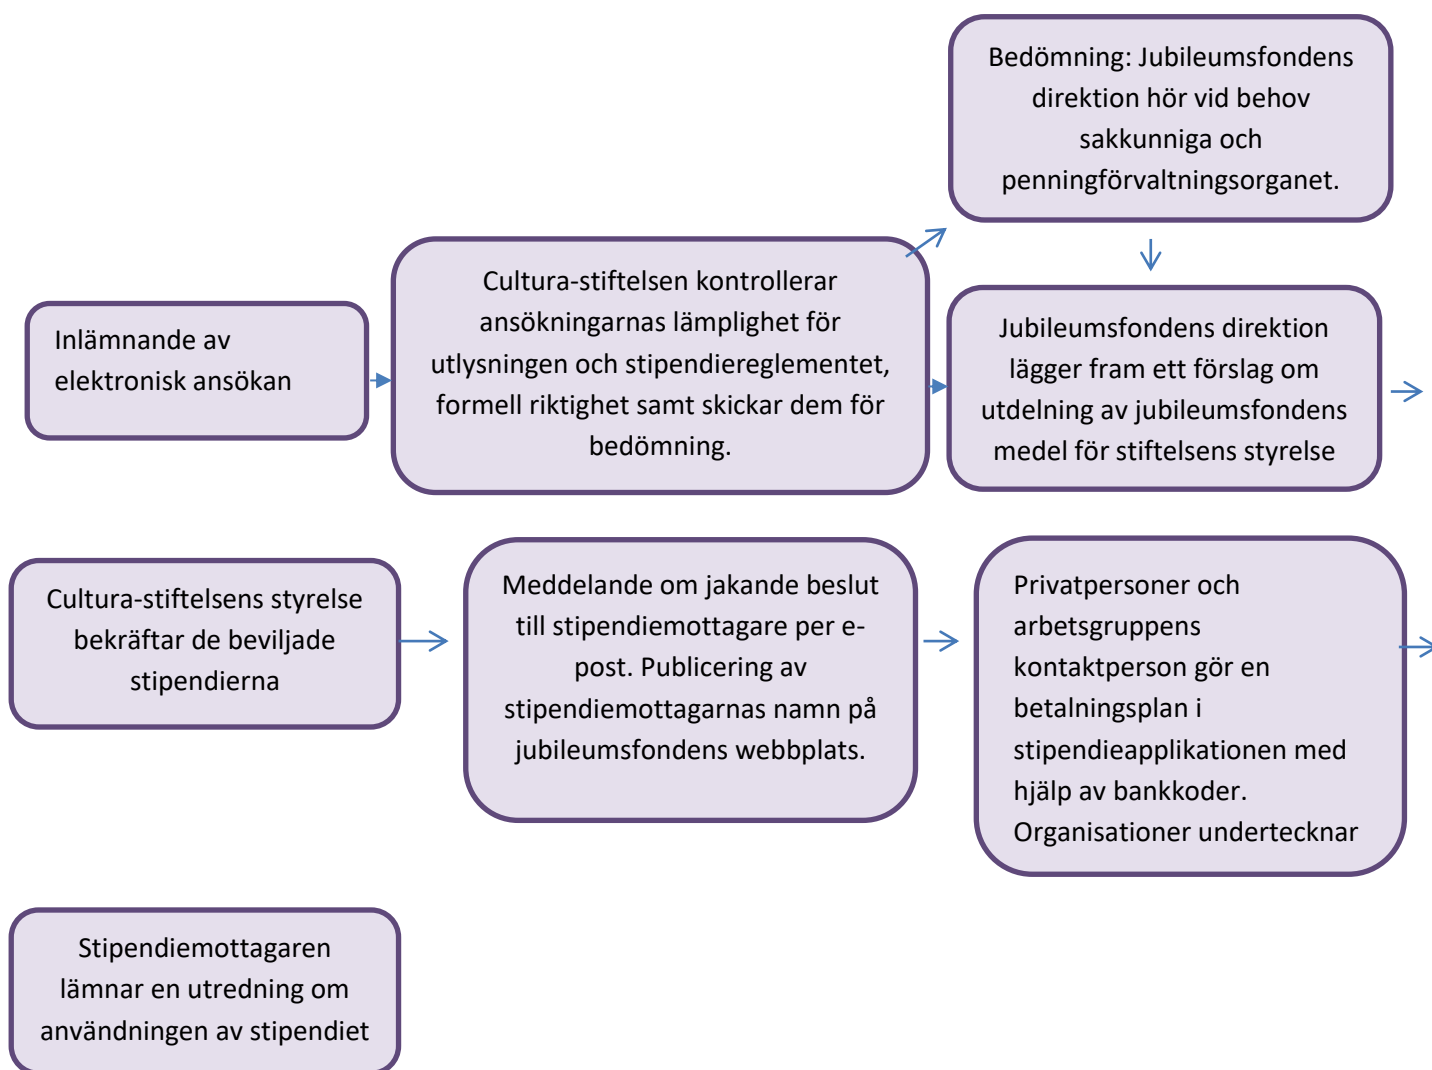 Inlämnande av
elektronisk ansökan
Cultura-stiftelsen kontrollerar
ansökningarnas lämplighet för
utlysningen och stipendiereglementet,
formell riktighet samt skickar dem för
bedömning.
Bedömning: Jubileumsfondens
direktion hör vid behov
sakkunniga och
penningförvaltningsorganet.
Jubileumsfondens direktion
lägger fram ett förslag om
utdelning av jubileumsfondens
medel för stiftelsens styrelse
Cultura-stiftelsens styrelse
bekräftar de beviljade
stipendierna
Meddelande om jakande beslut
till stipendiemottagare per e-
post. Publicering av
stipendiemottagarnas namn på
jubileumsfondens webbplats.
Privatpersoner och
arbetsgruppens
kontaktperson gör en
betalningsplan i
stipendieapplikationen med
hjälp av bankkoder.
Organisationer undertecknar
Stipendiemottagaren
lämnar en utredning om
användningen av stipendiet